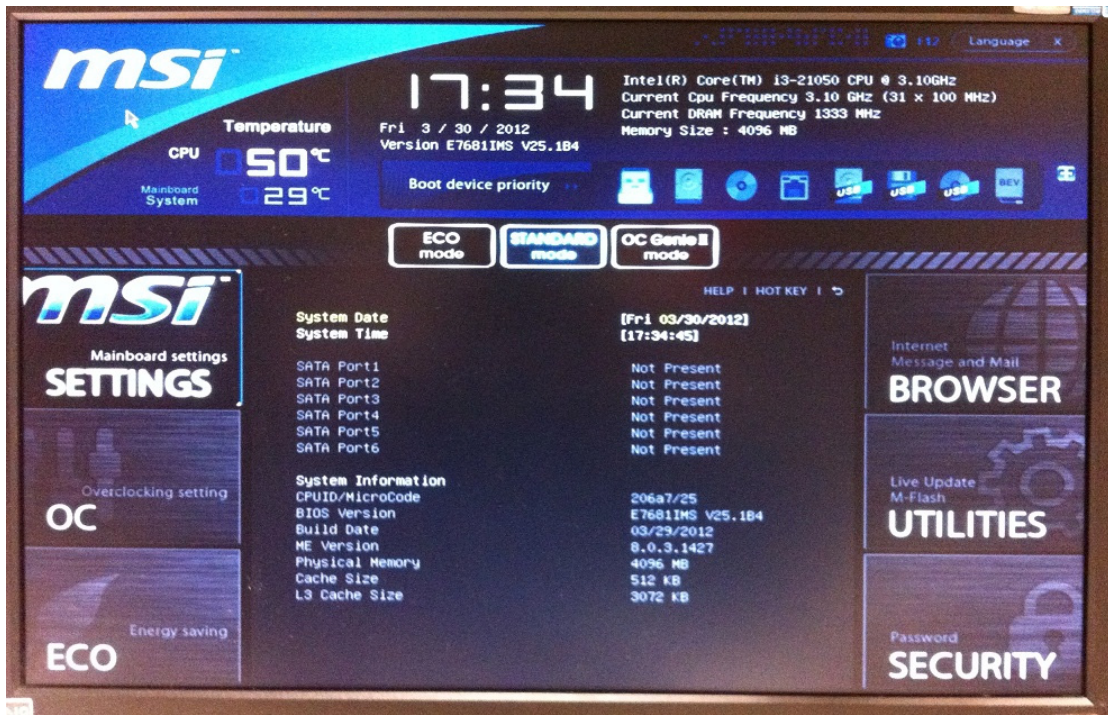 msi
F12 Language X
17:34
Intel(R) Core(TM) i3-21050 CPU @ 3.10GHz
Current Cpu Frequency 3.10 GHz (31 x 100 MHz)
Current DRAM Frequency 1333 MHz
Memory Size : 4096 MB
Fri 3 / 30 / 2012
Version E7681IMS V25.1B4
Temperature
CPU 50°C
Mainboard
System 29°C
Boot device priority
USB USB USB BEV
ECO
mode
STANDARD
mode
OC Genie II
mode
HELP | HOT KEY |
msi
Mainboard settings
SETTINGS
Overclocking setting
OC
Energy saving
ECO
System Date [Fri 03/30/2012]
System Time [17:34:45]
SATA Port1 Not Present
SATA Port2 Not Present
SATA Port3 Not Present
SATA Port4 Not Present
SATA Port5 Not Present
SATA Port6 Not Present
System Information
CPUID/MicroCode 206a7/25
BIOS Version E7681IMS V25.1B4
Build Date 03/29/2012
ME Version 8.0.3.1427
Physical Memory 4096 MB
Cache Size 512 KB
L3 Cache Size 3072 KB
Internet
Message and Mail
BROWSER
Live Update
M-Flash
UTILITIES
Password
SECURITY